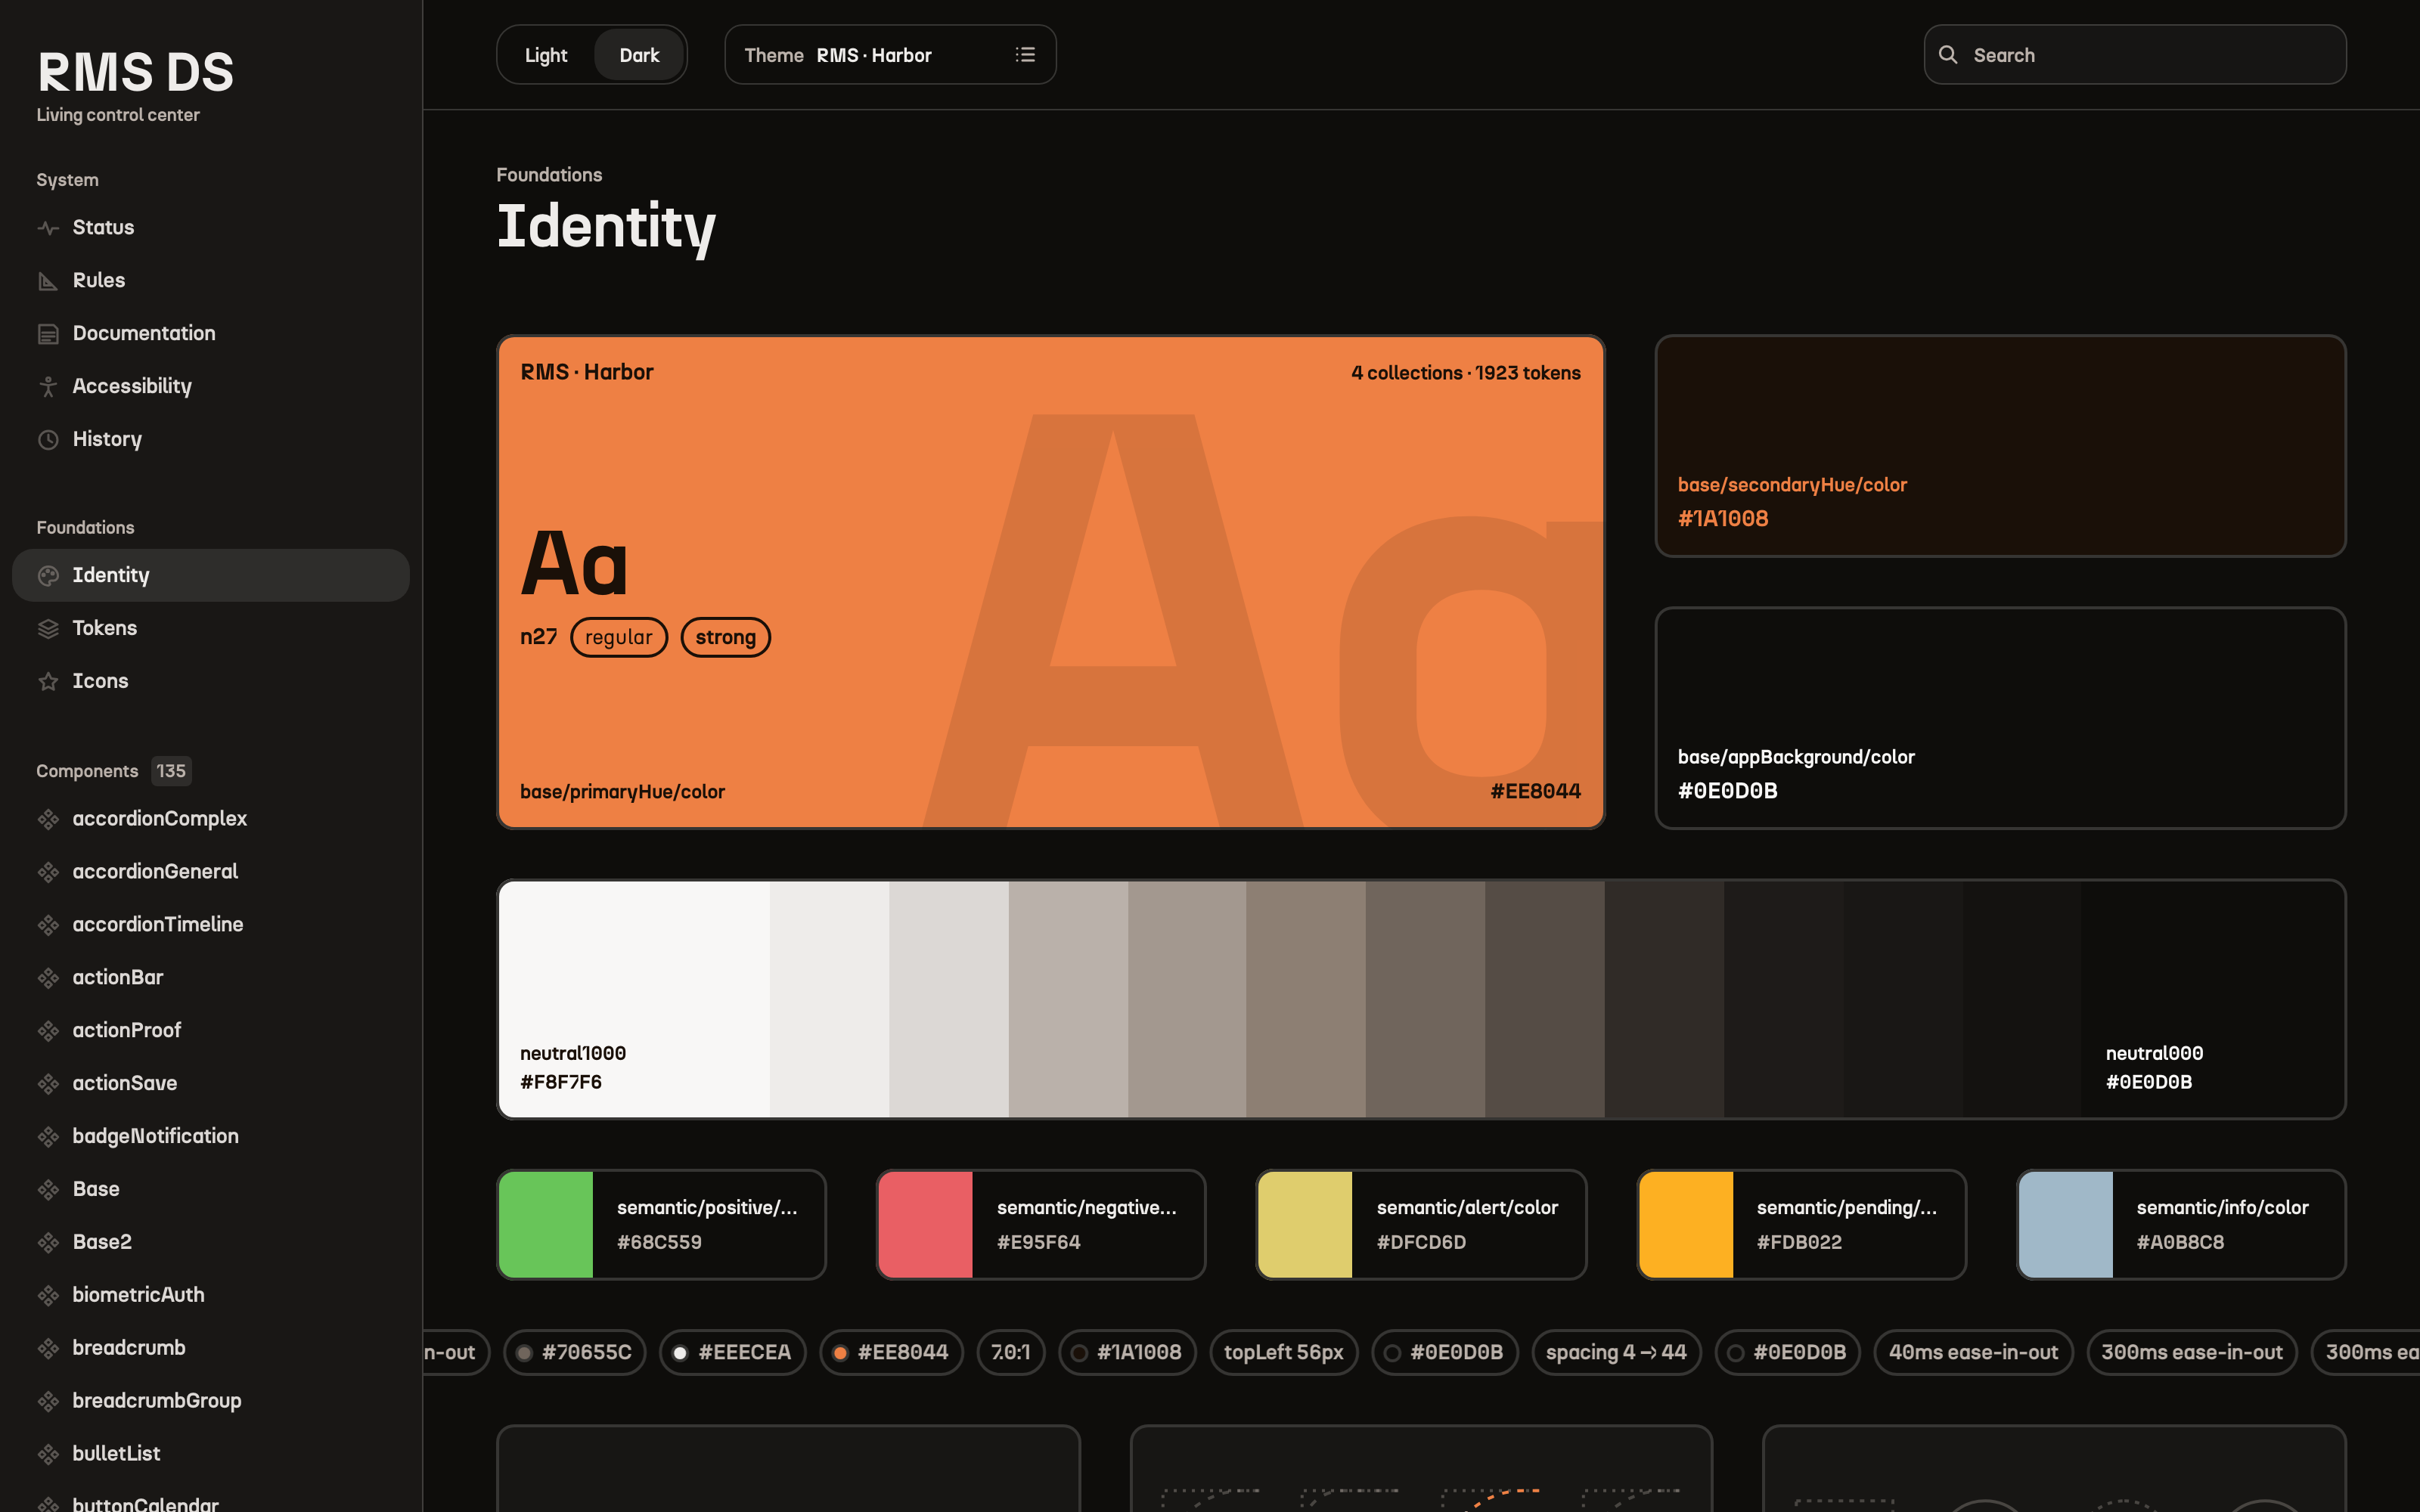 RMS DS
Living control center
System
Status
Rules
Documentation
Accessibility
History
Foundations
Identity
Tokens
Icons
Components 135
accordionComplex
accordionGeneral
accordionTimeline
actionBar
actionProof
actionSave
badgeNotification
Base
Base2
biometricAuth
breadcrumb
breadcrumbGroup
bulletList
buttonCalendar
Light Dark Theme RMS · Harbor Search
Foundations
Identity
RMS · Harbor 4 collections · 1923 tokens
Aa
Aa
n27 regular strong
base/primaryHue/color #EE8044
base/secondaryHue/color
#1A1008
base/appBackground/color
#0E0D0B
neutral1000
#F8F7F6
neutral000
#0E0D0B
semantic/positive/...
#68C559
semantic/negative...
#E95F64
semantic/alert/color
#DFCD6D
semantic/pending/...
#FDB022
semantic/info/color
#A0B8C8
n-out #70655C #EEECEA #EE8044 7.0:1 #1A1008 topLeft 56px #0E0D0B spacing 4 -> 44 #0E0D0B 40ms ease-in-out 300ms ease-in-out 300ms ea